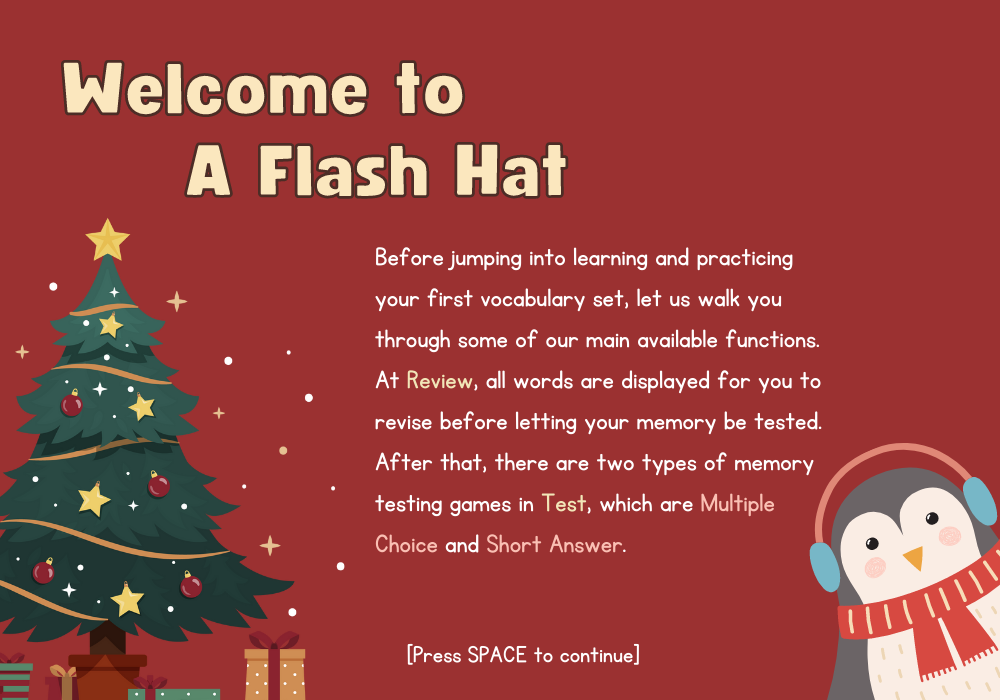 Welcome to
A Flash Hat
Before jumping into learning and practicing
your first vocabulary set, let us walk you
through some of our main available functions.
At Review, all words are displayed for you to
revise before letting your memory be tested.
After that, there are two types of memory
testing games in Test, which are Multiple
Choice and Short Answer.
[Press SPACE to continue]